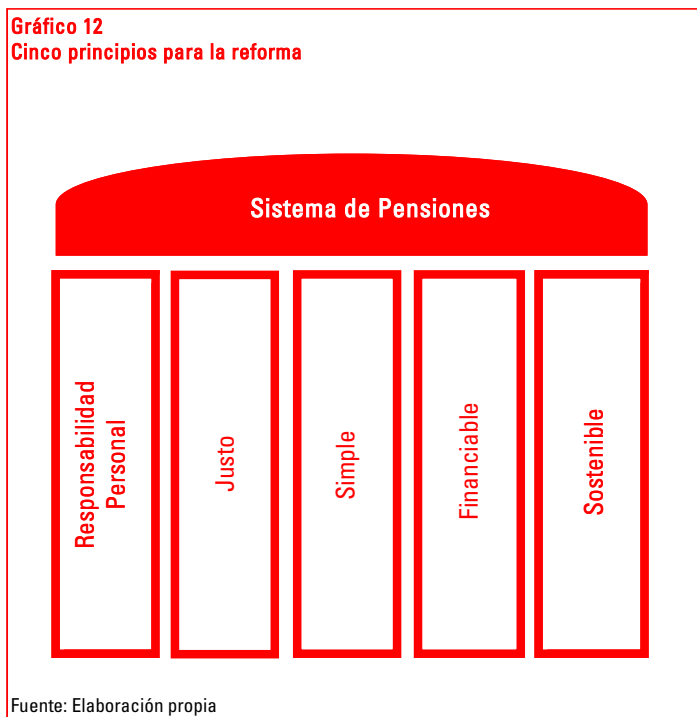 Gráfico 12
Cinco principios para la reforma
Sistema de Pensiones
Responsabilidad
Personal
Justo
Simple
Financiable
Sostenible
Fuente: Elaboración propia